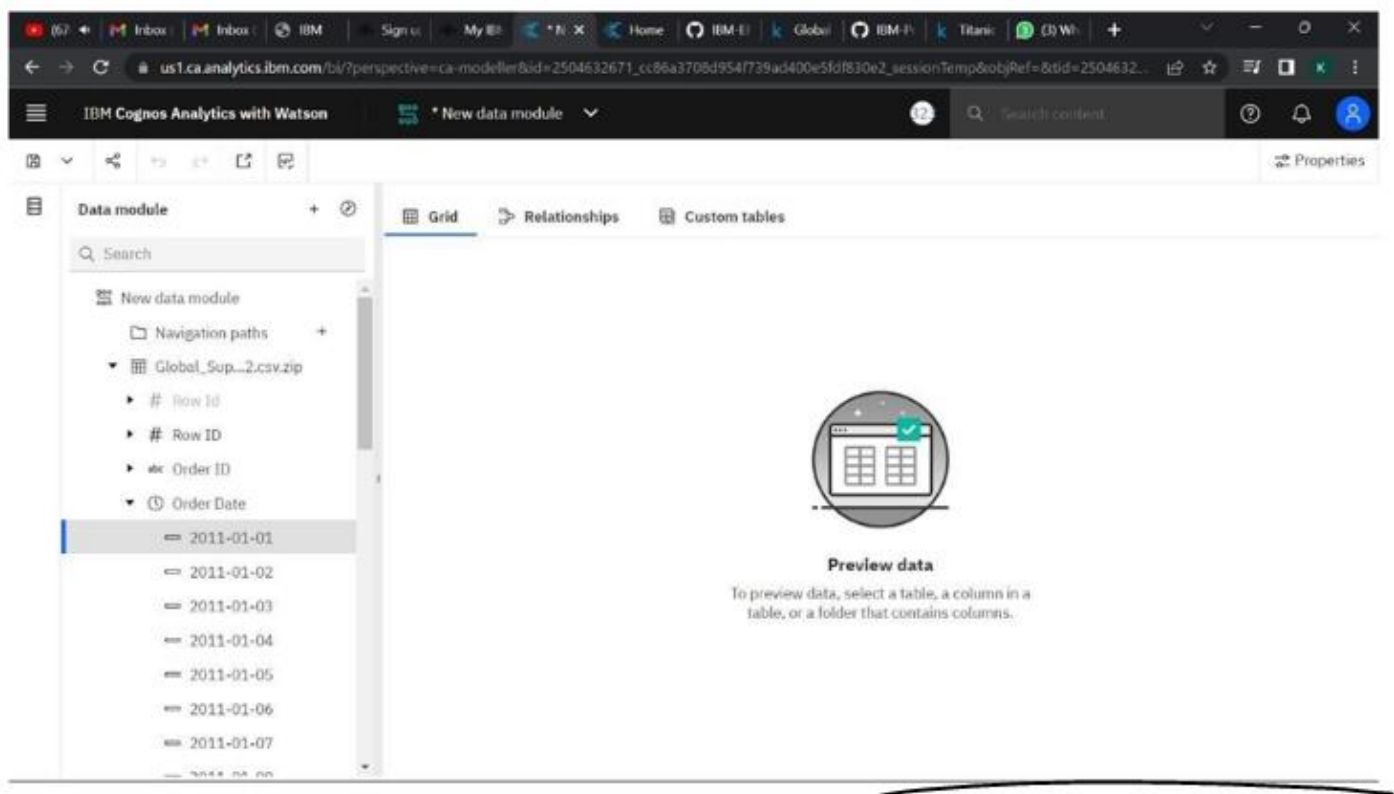 (67 Inbox Inbox IBM Sign u My IB * N Home IBM-E Global IBM-P Titanic (3) Wh
us1.ca.analytics.ibm.com/bi/?perspective=ca-modeller&id=2504632671_cc86a3708d954f739ad400e5fdf830e2_sessionTemp&objRef=&tid=2504632... K
IBM Cognos Analytics with Watson * New data module Search content
Properties
Data module
Grid Relationships Custom tables
Search
New data module
Navigation paths
Global_Sup...2.csv.zip
# Row Id
# Row ID
abc Order ID
Order Date
2011-01-01
2011-01-02
2011-01-03
2011-01-04
2011-01-05
2011-01-06
2011-01-07
Preview data
To preview data, select a table, a column in a
table, or a folder that contains columns.